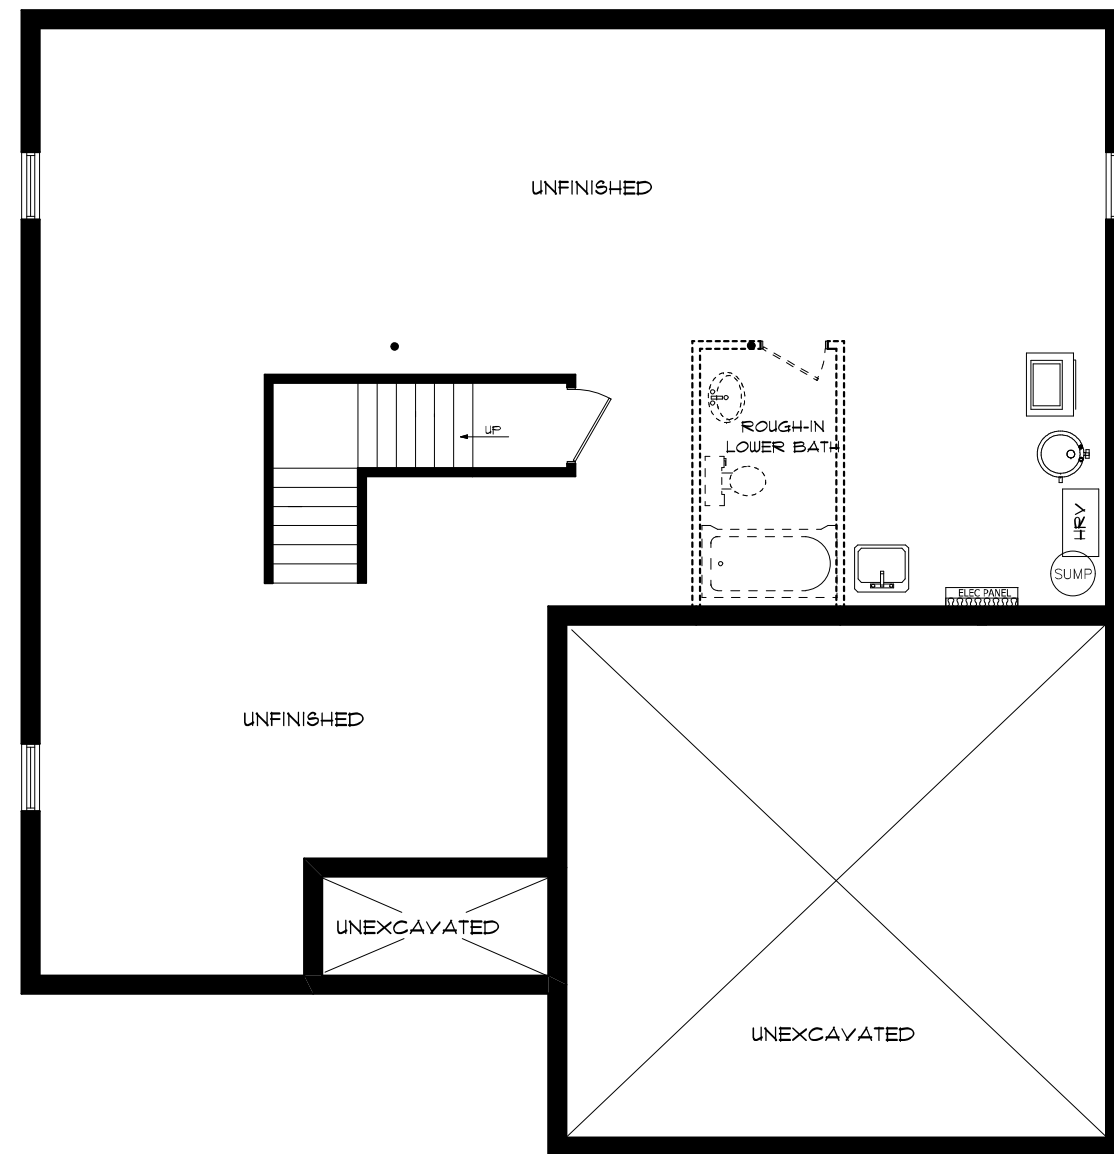 UNFINISHED
UP
ROUGH-IN
LOWER BATH
HRV
SUMP
ELEC PANEL
UNFINISHED
UNEXCAVATED
UNEXCAVATED